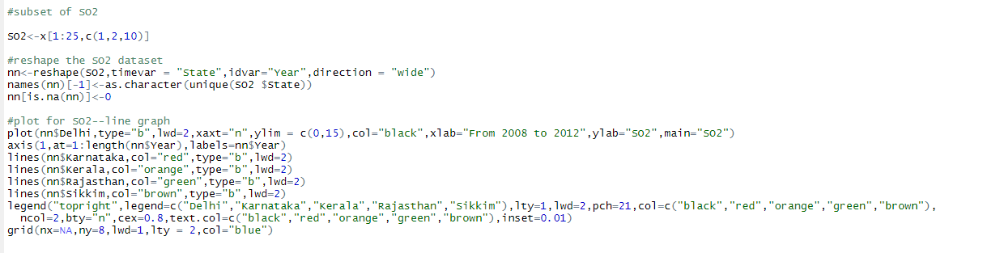 #subset of SO2
SO2<-x[1:25,c(1,2,10)]
#reshape the SO2 dataset
nn<-reshape(SO2,timevar = "State",idvar="Year",direction = "wide")
names(nn)[-1]<-as.character(unique(SO2 $State))
nn[is.na(nn)]<-0
#plot for SO2--line graph
plot(nn$Delhi,type="b",lwd=2,xaxt="n",ylim = c(0,15),col="black",xlab="From 2008 to 2012",ylab="SO2",main="SO2")
axis(1,at=1:length(nn$Year),labels=nn$Year)
lines(nn$Karnataka,col="red",type="b",lwd=2)
lines(nn$Kerala,col="orange",type="b",lwd=2)
lines(nn$Rajasthan,col="green",type="b",lwd=2)
lines(nn$Sikkim,col="brown",type="b",lwd=2)
legend("topright",legend=c("Delhi","Karnataka","Kerala","Rajasthan","Sikkim"),lty=1,lwd=2,pch=21,col=c("black","red","orange","green","brown"),
ncol=2,bty="n",cex=0.8,text.col=c("black","red","orange","green","brown"),inset=0.01)
grid(nx=NA,ny=8,lwd=1,lty = 2,col="blue")